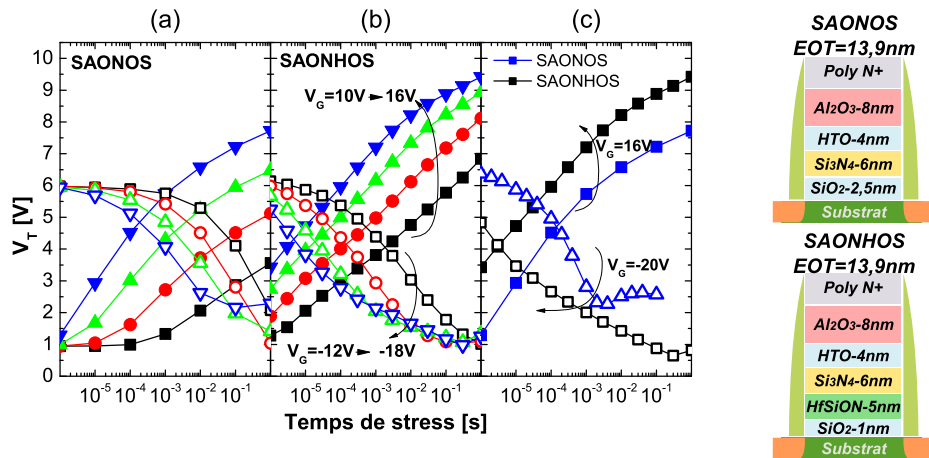 (a)
(b)
(c)
SAONOS
SAONHOS
SAONOS
SAONHOS
V_G=10V → 16V
V_G=-12V → -18V
V_G=16V
V_G=-20V
V_T [V]
10
9
8
7
6
5
4
3
2
1
0
10⁻⁵ 10⁻⁴ 10⁻³ 10⁻² 10⁻¹
10⁻⁵ 10⁻⁴ 10⁻³ 10⁻² 10⁻¹
10⁻⁵ 10⁻⁴ 10⁻³ 10⁻² 10⁻¹
Temps de stress [s]
SAONOS
EOT=13,9nm
Poly N+
Al2O3-8nm
HTO-4nm
Si3N4-6nm
SiO2-2,5nm
Substrat
SAONHOS
EOT=13,9nm
Poly N+
Al2O3-8nm
HTO-4nm
Si3N4-6nm
HfSiON-5nm
SiO2-1nm
Substrat